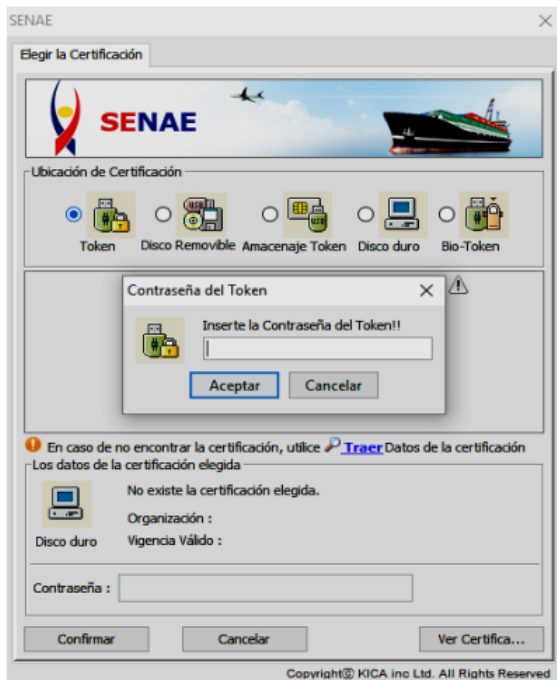 SENAE
Elegir la Certificación
SENAE
Ubicación de Certificación
Token Disco Removible Amacenaje Token Disco duro Bio-Token
Contraseña del Token
Inserte la Contraseña del Token!!
Aceptar Cancelar
En caso de no encontrar la certificación, utilice Traer Datos de la certificación
Los datos de la certificación elegida
No existe la certificación elegida.
Organización :
Disco duro Vigencia Válido :
Contraseña :
Confirmar Cancelar Ver Certifica...
Copyright© KICA inc Ltd. All Rights Reserved